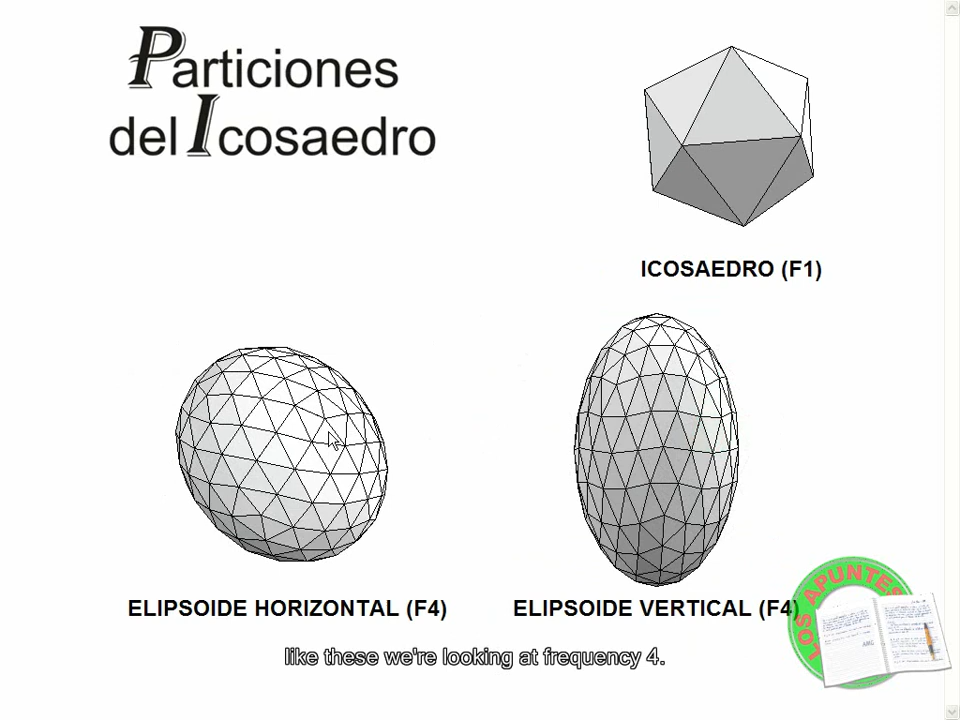 Particiones
del Icosaedro
ICOSAEDRO (F1)
ELIPSOIDE HORIZONTAL (F4)
ELIPSOIDE VERTICAL (F4)
LOS APUNTES
like these we're looking at frequency 4.